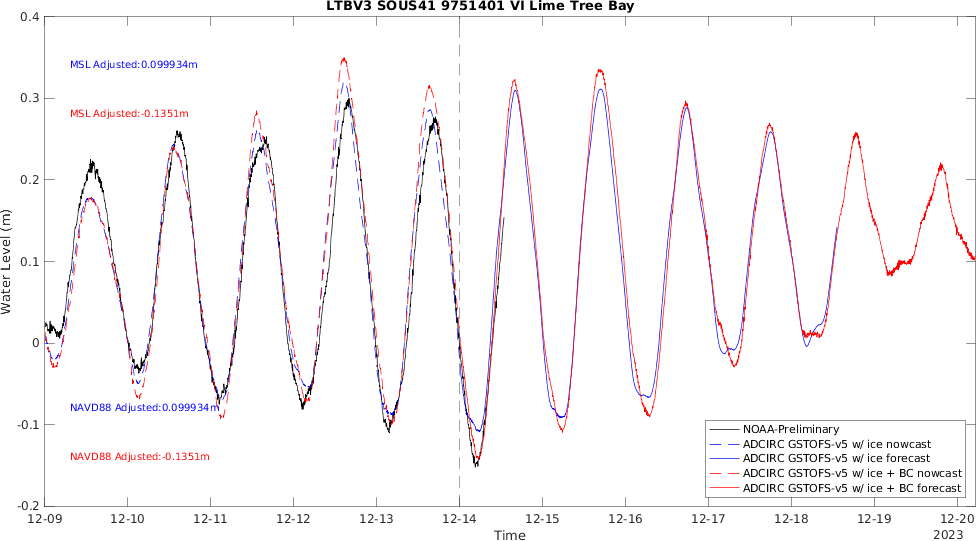 LTBV3 SOUS41 9751401 VI Lime Tree Bay
0.4
MSL Adjusted:0.099934m
0.3
MSL Adjusted:-0.1351m
0.2
Water Level (m)
0.1
0
NAVD88 Adjusted:0.099934m
-0.1
NAVD88 Adjusted:-0.1351m
-0.2
NOAA-Preliminary
ADCIRC GSTOFS-v5 w/ ice nowcast
ADCIRC GSTOFS-v5 w/ ice forecast
ADCIRC GSTOFS-v5 w/ ice + BC nowcast
ADCIRC GSTOFS-v5 w/ ice + BC forecast
12-09 12-10 12-11 12-12 12-13 12-14 12-15 12-16 12-17 12-18 12-19 12-20
Time
2023